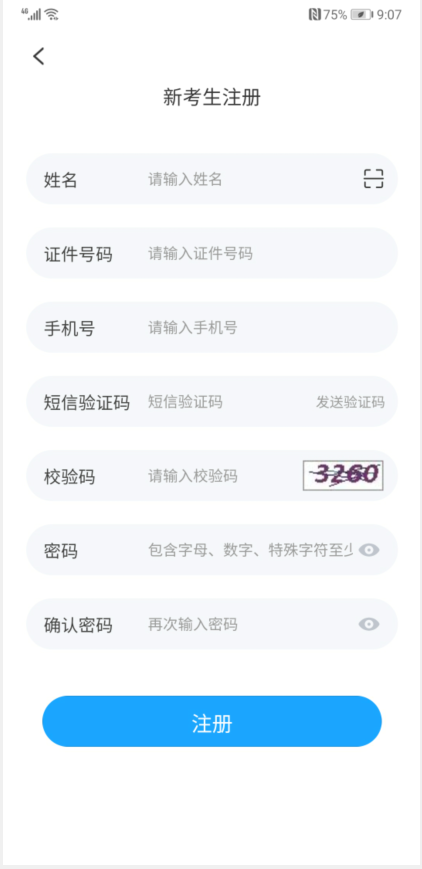 4G 75% 9:07
新考生注册
姓名 请输入姓名
证件号码 请输入证件号码
手机号 请输入手机号
短信验证码 短信验证码 发送验证码
校验码 请输入校验码 3260
密码 包含字母、数字、特殊字符至少
确认密码 再次输入密码
注册